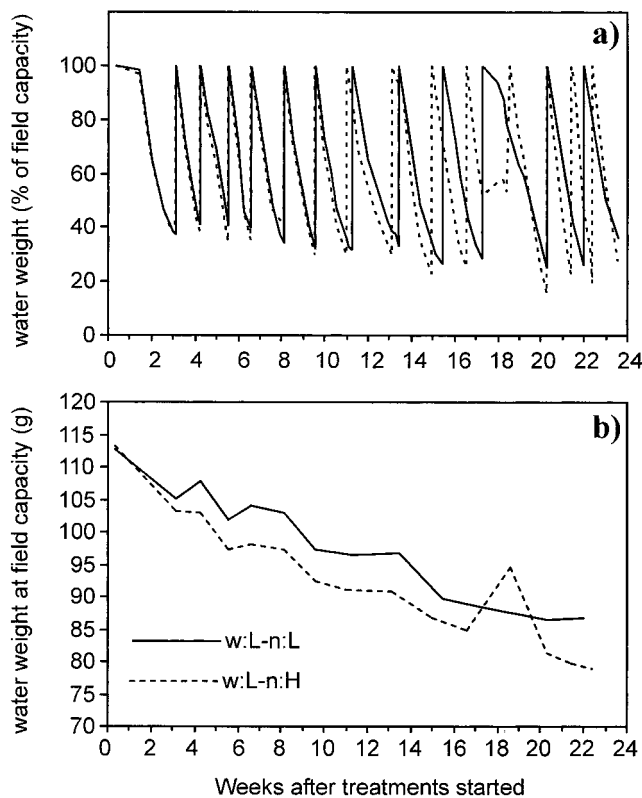 a)
water weight (% of field capacity)
100
80
60
40
20
0
0 2 4 6 8 10 12 14 16 18 20 22 24
b)
water weight at field capacity (g)
120
115
110
105
100
95
90
85
80
75
70
w:L-n:L
w:L-n:H
0 2 4 6 8 10 12 14 16 18 20 22 24
Weeks after treatments started